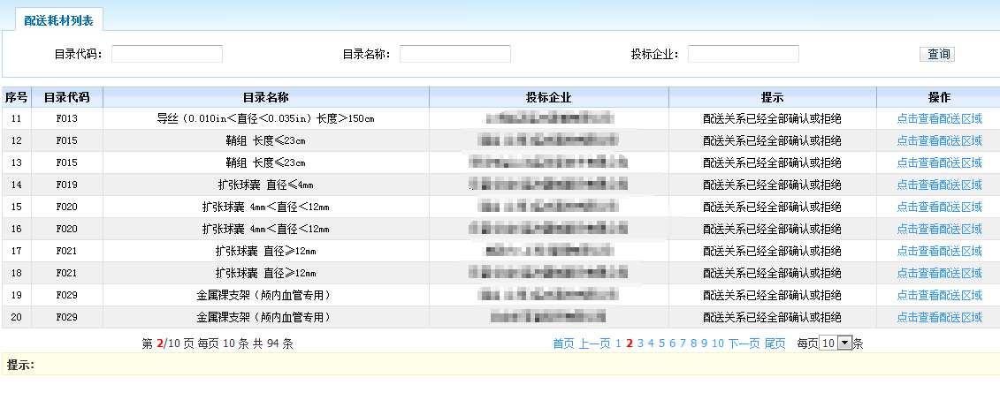 配送耗材列表
目录代码： 目录名称： 投标企业： 查询
序号 目录代码 目录名称 投标企业 提示 操作
11 F013 导丝（0.010in＜直径＜0.035in）长度＞150cm 配送关系已经全部确认或拒绝 点击查看配送区域
12 F015 鞘组 长度≤23cm 配送关系已经全部确认或拒绝 点击查看配送区域
13 F015 鞘组 长度≤23cm 配送关系已经全部确认或拒绝 点击查看配送区域
14 F019 扩张球囊 直径≤4mm 配送关系已经全部确认或拒绝 点击查看配送区域
15 F020 扩张球囊 4mm＜直径＜12mm 配送关系已经全部确认或拒绝 点击查看配送区域
16 F020 扩张球囊 4mm＜直径＜12mm 配送关系已经全部确认或拒绝 点击查看配送区域
17 F021 扩张球囊 直径≥12mm 配送关系已经全部确认或拒绝 点击查看配送区域
18 F021 扩张球囊 直径≥12mm 配送关系已经全部确认或拒绝 点击查看配送区域
19 F029 金属裸支架（颅内血管专用） 配送关系已经全部确认或拒绝 点击查看配送区域
20 F029 金属裸支架（颅内血管专用） 配送关系已经全部确认或拒绝 点击查看配送区域
第 2/10 页 每页 10 条 共 94 条 首页 上一页 1 2 3 4 5 6 7 8 9 10 下一页 尾页 每页 10 条
提示：